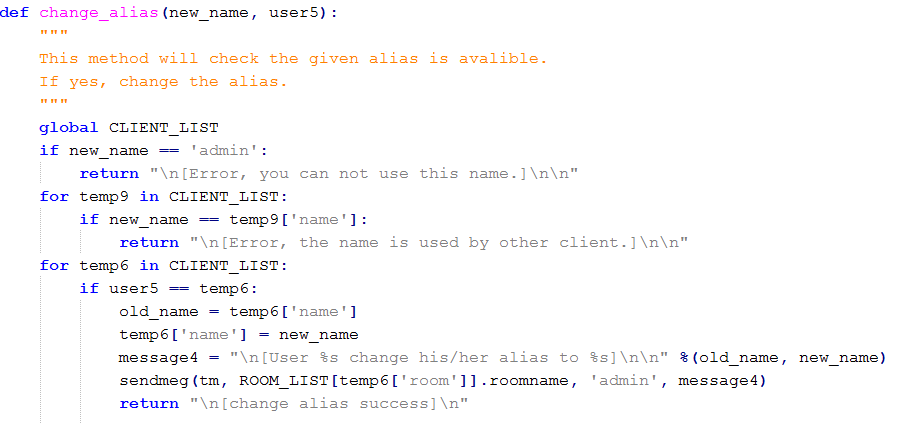 def change_alias(new_name, user5):
    """
    This method will check the given alias is avalible.
    If yes, change the alias.
    """
    global CLIENT_LIST
    if new_name == 'admin':
        return "\n[Error, you can not use this name.]\n\n"
    for temp9 in CLIENT_LIST:
        if new_name == temp9['name']:
            return "\n[Error, the name is used by other client.]\n\n"
    for temp6 in CLIENT_LIST:
        if user5 == temp6:
            old_name = temp6['name']
            temp6['name'] = new_name
            message4 = "\n[User %s change his/her alias to %s]\n\n" %(old_name, new_name)
            sendmeg(tm, ROOM_LIST[temp6['room']].roomname, 'admin', message4)
            return "\n[change alias success]\n"